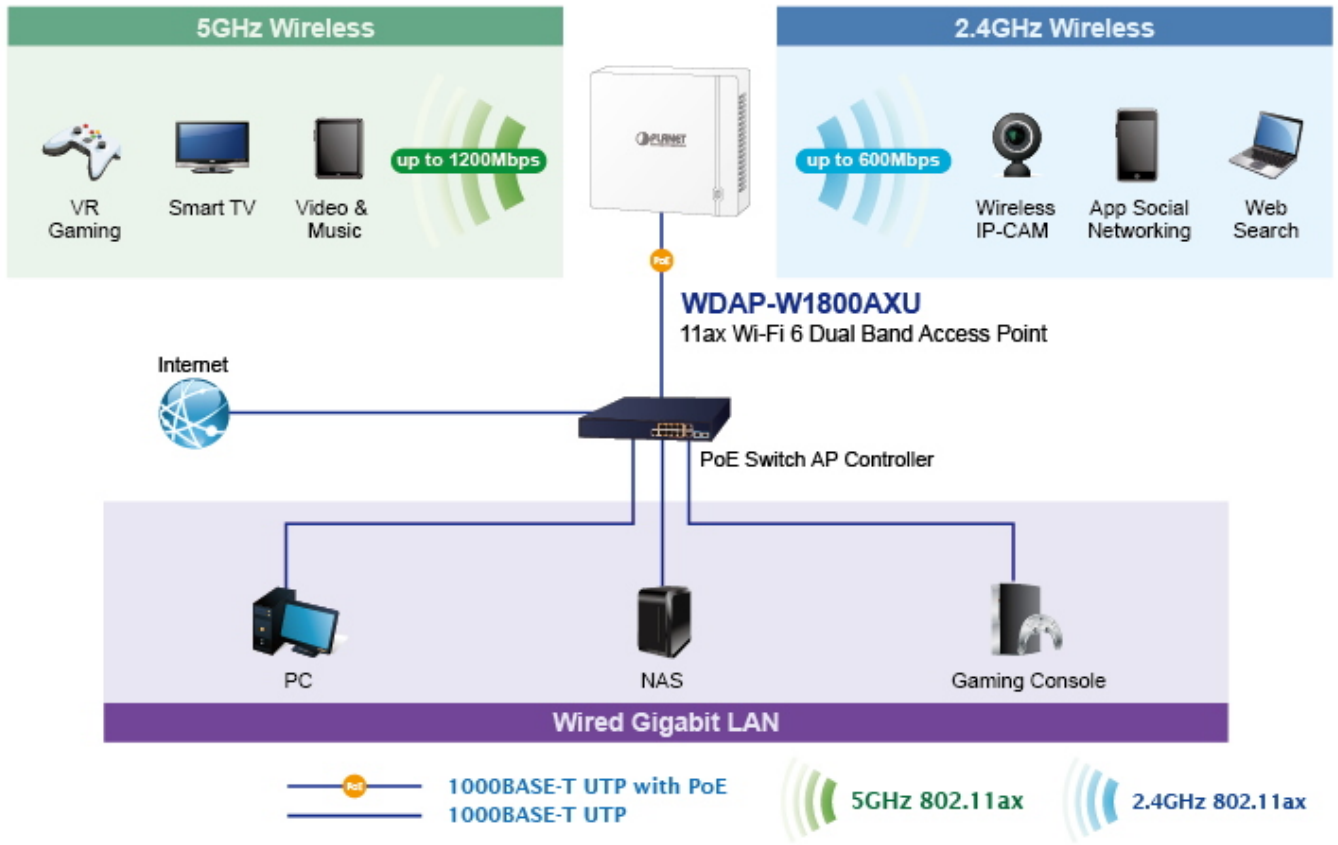 5GHz Wireless
2.4GHz Wireless
PLANET
up to 1200Mbps
up to 600Mbps
VR
Gaming
Smart TV
Video &
Music
Wireless
IP-CAM
App Social
Networking
Web
Search
PoE
WDAP-W1800AXU
11ax Wi-Fi 6 Dual Band Access Point
Internet
PoE Switch AP Controller
PC
NAS
Gaming Console
Wired Gigabit LAN
PoE
1000BASE-T UTP with PoE
1000BASE-T UTP
5GHz 802.11ax
2.4GHz 802.11ax